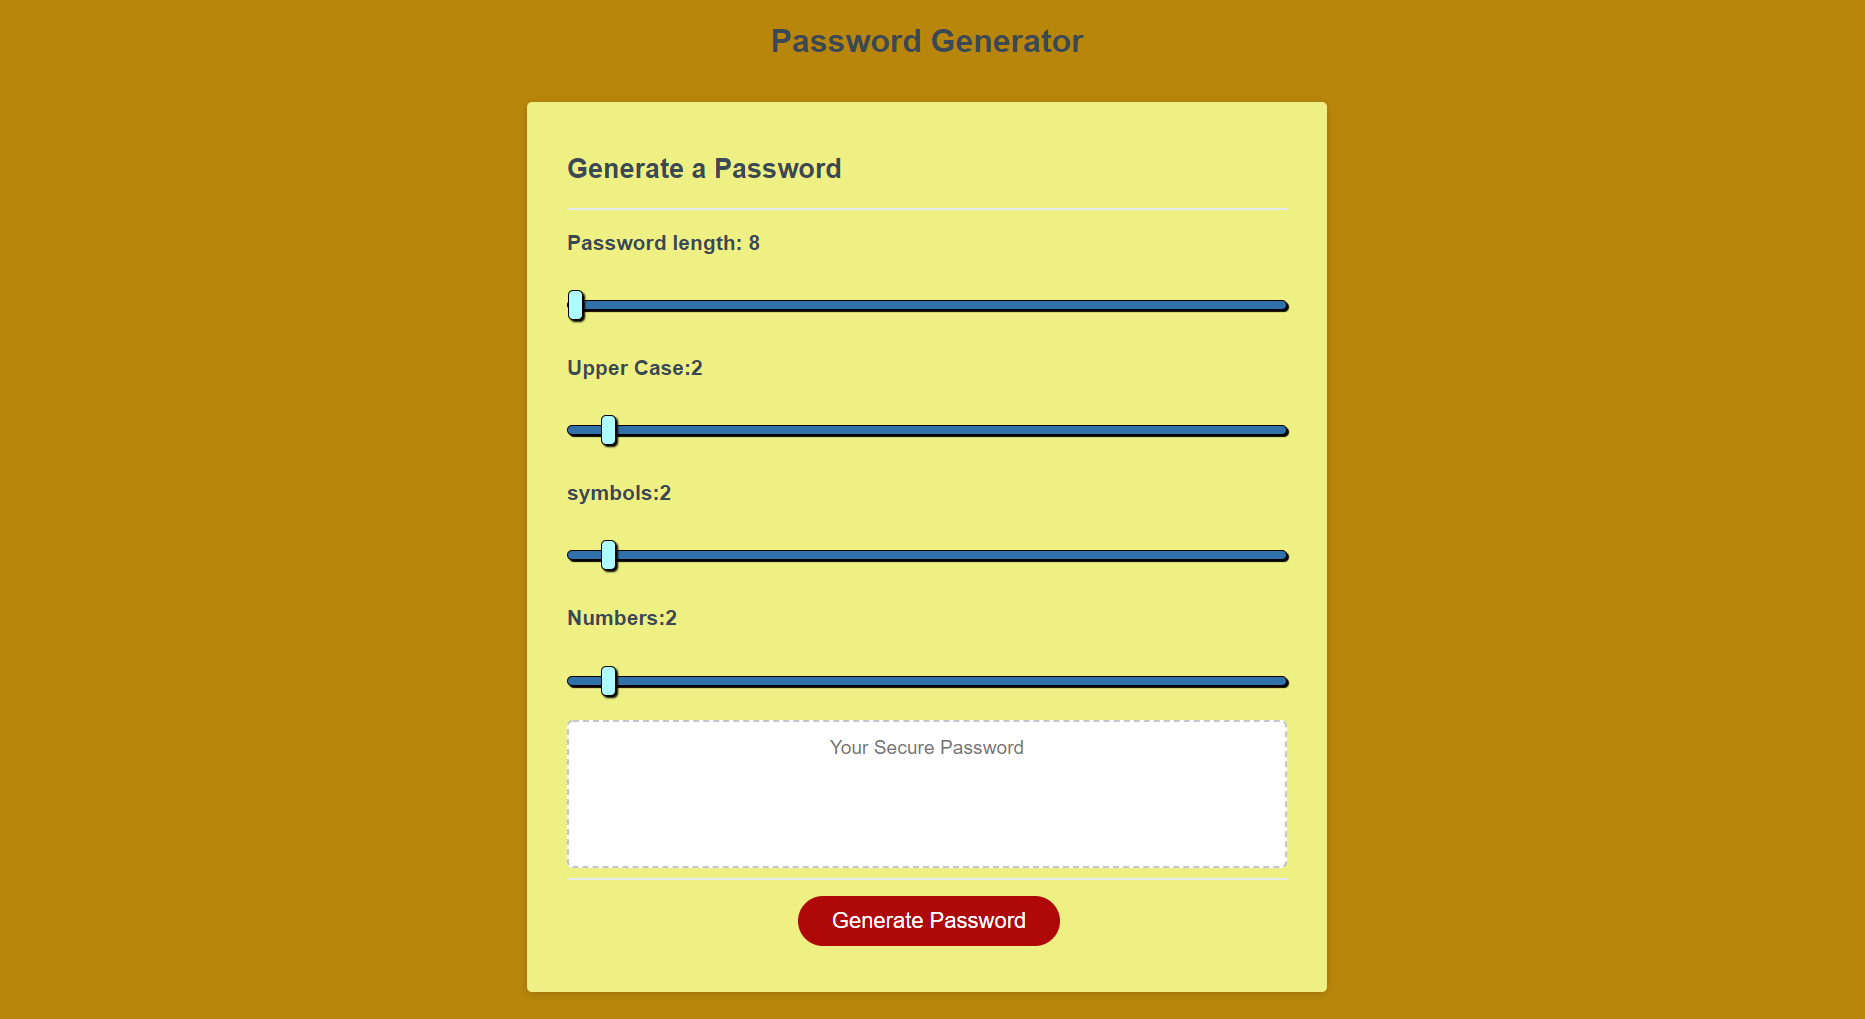 Password Generator
Generate a Password
Password length: 8
Upper Case:2
symbols:2
Numbers:2
Your Secure Password
Generate Password